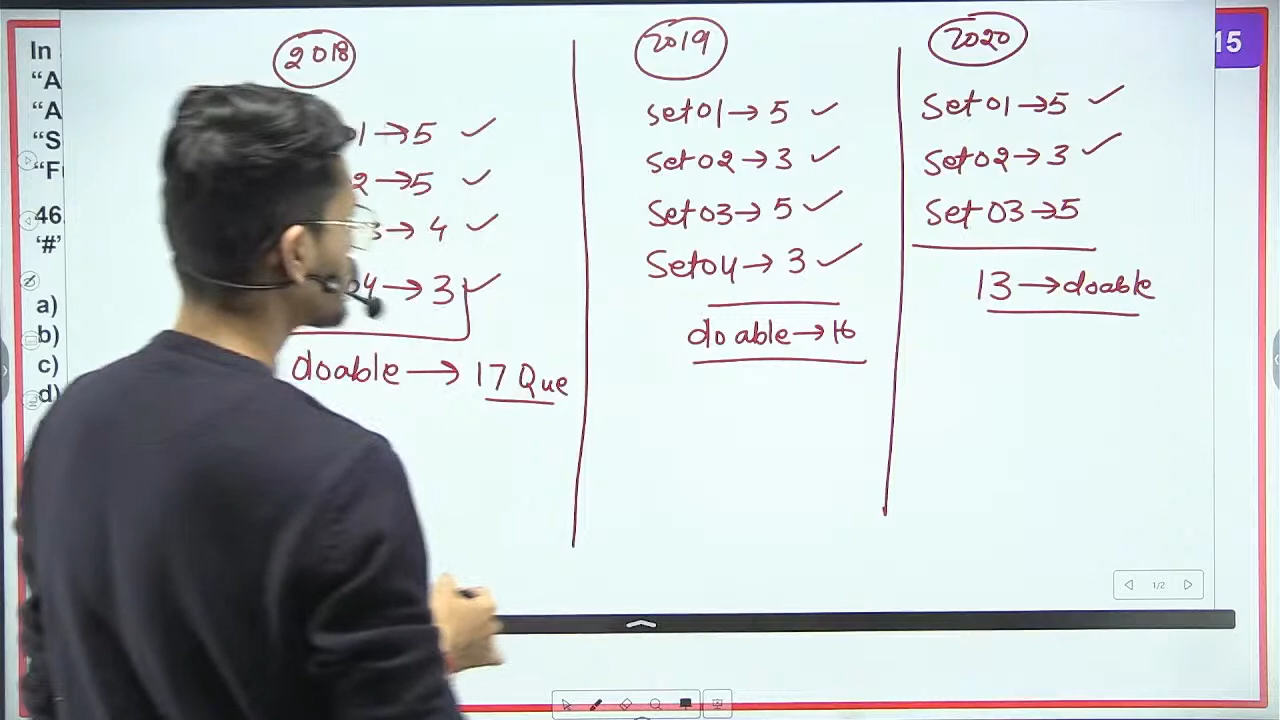 2018
1→5 ✓
2→5 ✓
3→4 ✓
04→3 ✓
doable→17 Que
2019
set01→5 ✓
Set02→3 ✓
Set03→5 ✓
Set04→3 ✓
doable→16
2020
Set01→5 ✓
Set02→3 ✓
Set03→5
13→doable
15
In
“A
“A
“S
“F
46
‘#’
a)
b)
c)
d)
1/2